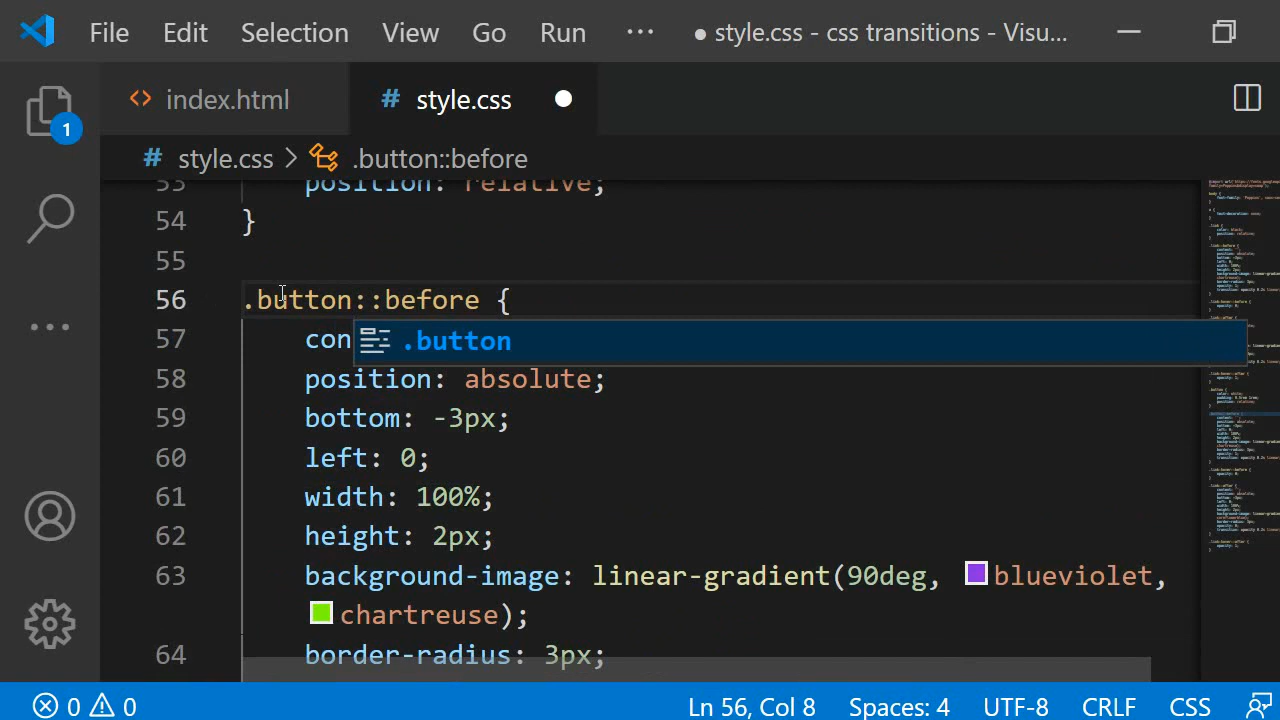 File Edit Selection View Go Run ··· ● style.css - css transitions - Visu...
index.html # style.css ●
1
# style.css > .button::before
53 position: relative;
54 }
55
56 .button::before {
57 con .button
58 position: absolute;
59 bottom: -3px;
60 left: 0;
61 width: 100%;
62 height: 2px;
63 background-image: linear-gradient(90deg, blueviolet,
chartreuse);
64 border-radius: 3px;
0 0 Ln 56, Col 8 Spaces: 4 UTF-8 CRLF CSS